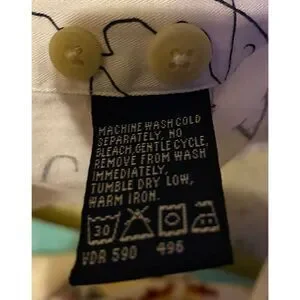 MACHINE WASH COLD
SEPARATELY, NO
BLEACH, GENTLE CYCLE,
REMOVE FROM WASH
IMMEDIATELY,
TUMBLE DRY LOW,
WARM IRON.
30
VDR 590 496